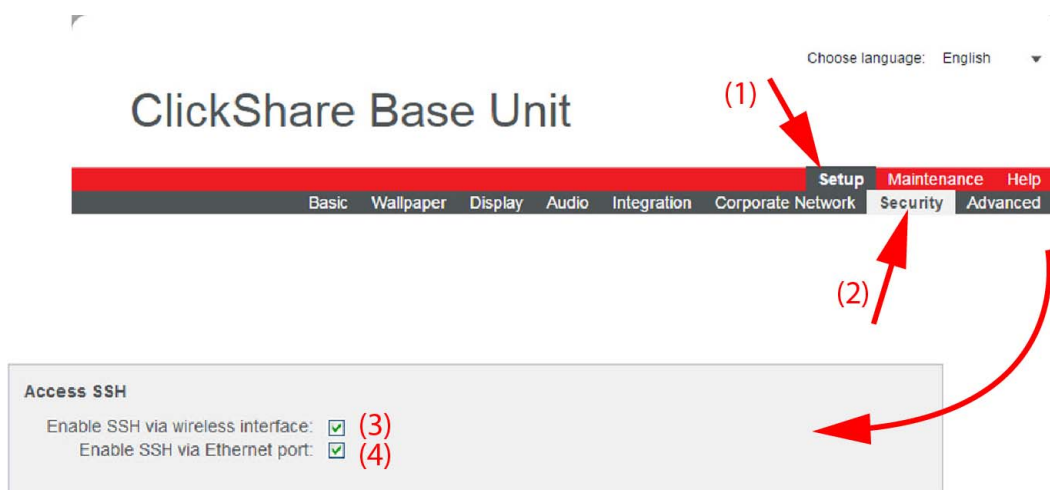 Choose language: English
(1)
ClickShare Base Unit
Setup Maintenance Help
Basic Wallpaper Display Audio Integration Corporate Network Security Advanced
(2)
Access SSH
Enable SSH via wireless interface: (3)
Enable SSH via Ethernet port: (4)